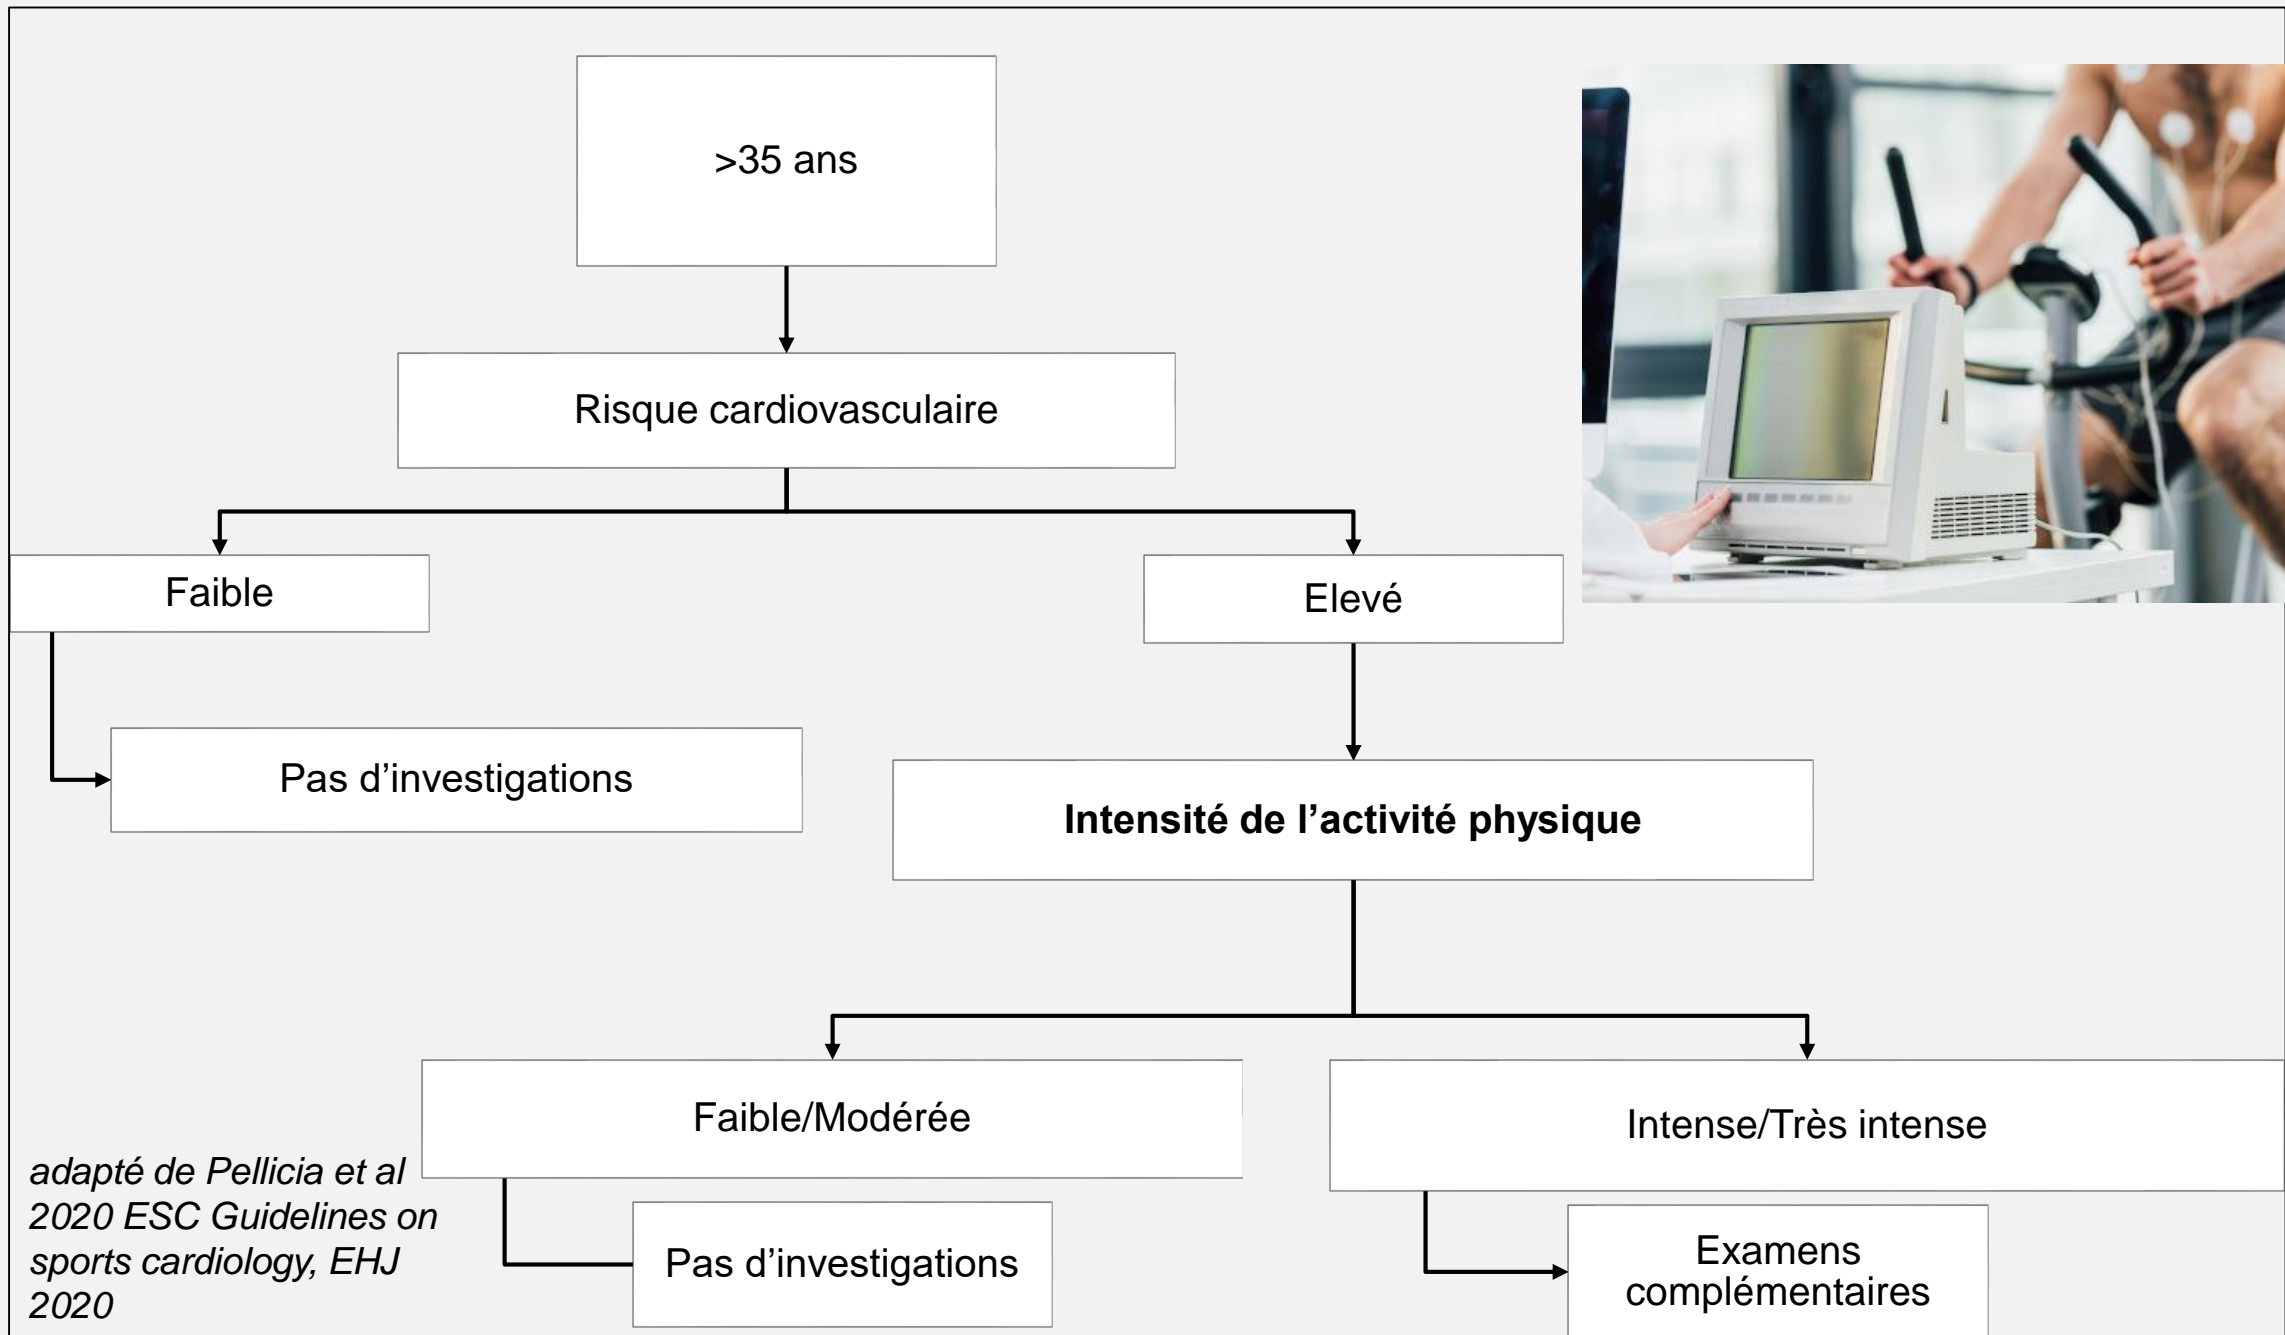 >35 ans
Risque cardiovasculaire
Faible
Elevé
Pas d’investigations
Intensité de l’activité physique
Faible/Modérée
Intense/Très intense
adapté de Pellicia et al
2020 ESC Guidelines on
sports cardiology, EHJ
2020
Pas d’investigations
Examens
complémentaires